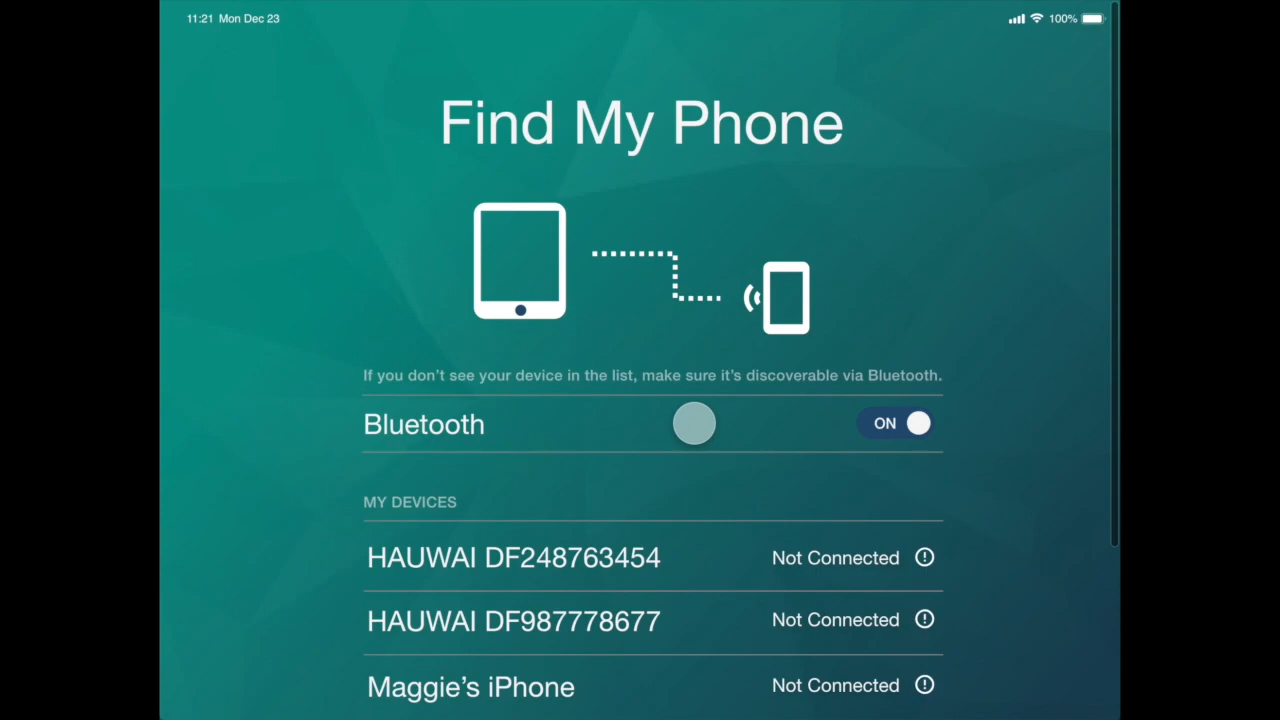 11:21 Mon Dec 23
100%
Find My Phone
If you don't see your device in the list, make sure it's discoverable via Bluetooth.
Bluetooth ON
MY DEVICES
HAUWAI DF248763454 Not Connected
HAUWAI DF987778677 Not Connected
Maggie's iPhone Not Connected